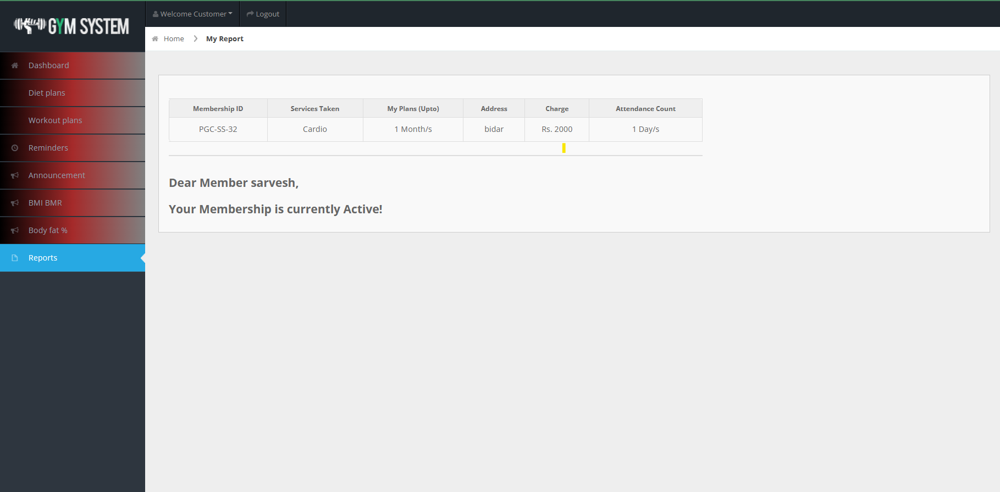 GYM SYSTEM
Welcome Customer
Logout
Home
My Report
Dashboard
Diet plans
Workout plans
Reminders
Announcement
BMI BMR
Body fat %
Reports
Membership ID Services Taken My Plans (Upto) Address Charge Attendance Count
PGC-SS-32 Cardio 1 Month/s bidar Rs. 2000 1 Day/s
Dear Member sarvesh,
Your Membership is currently Active!